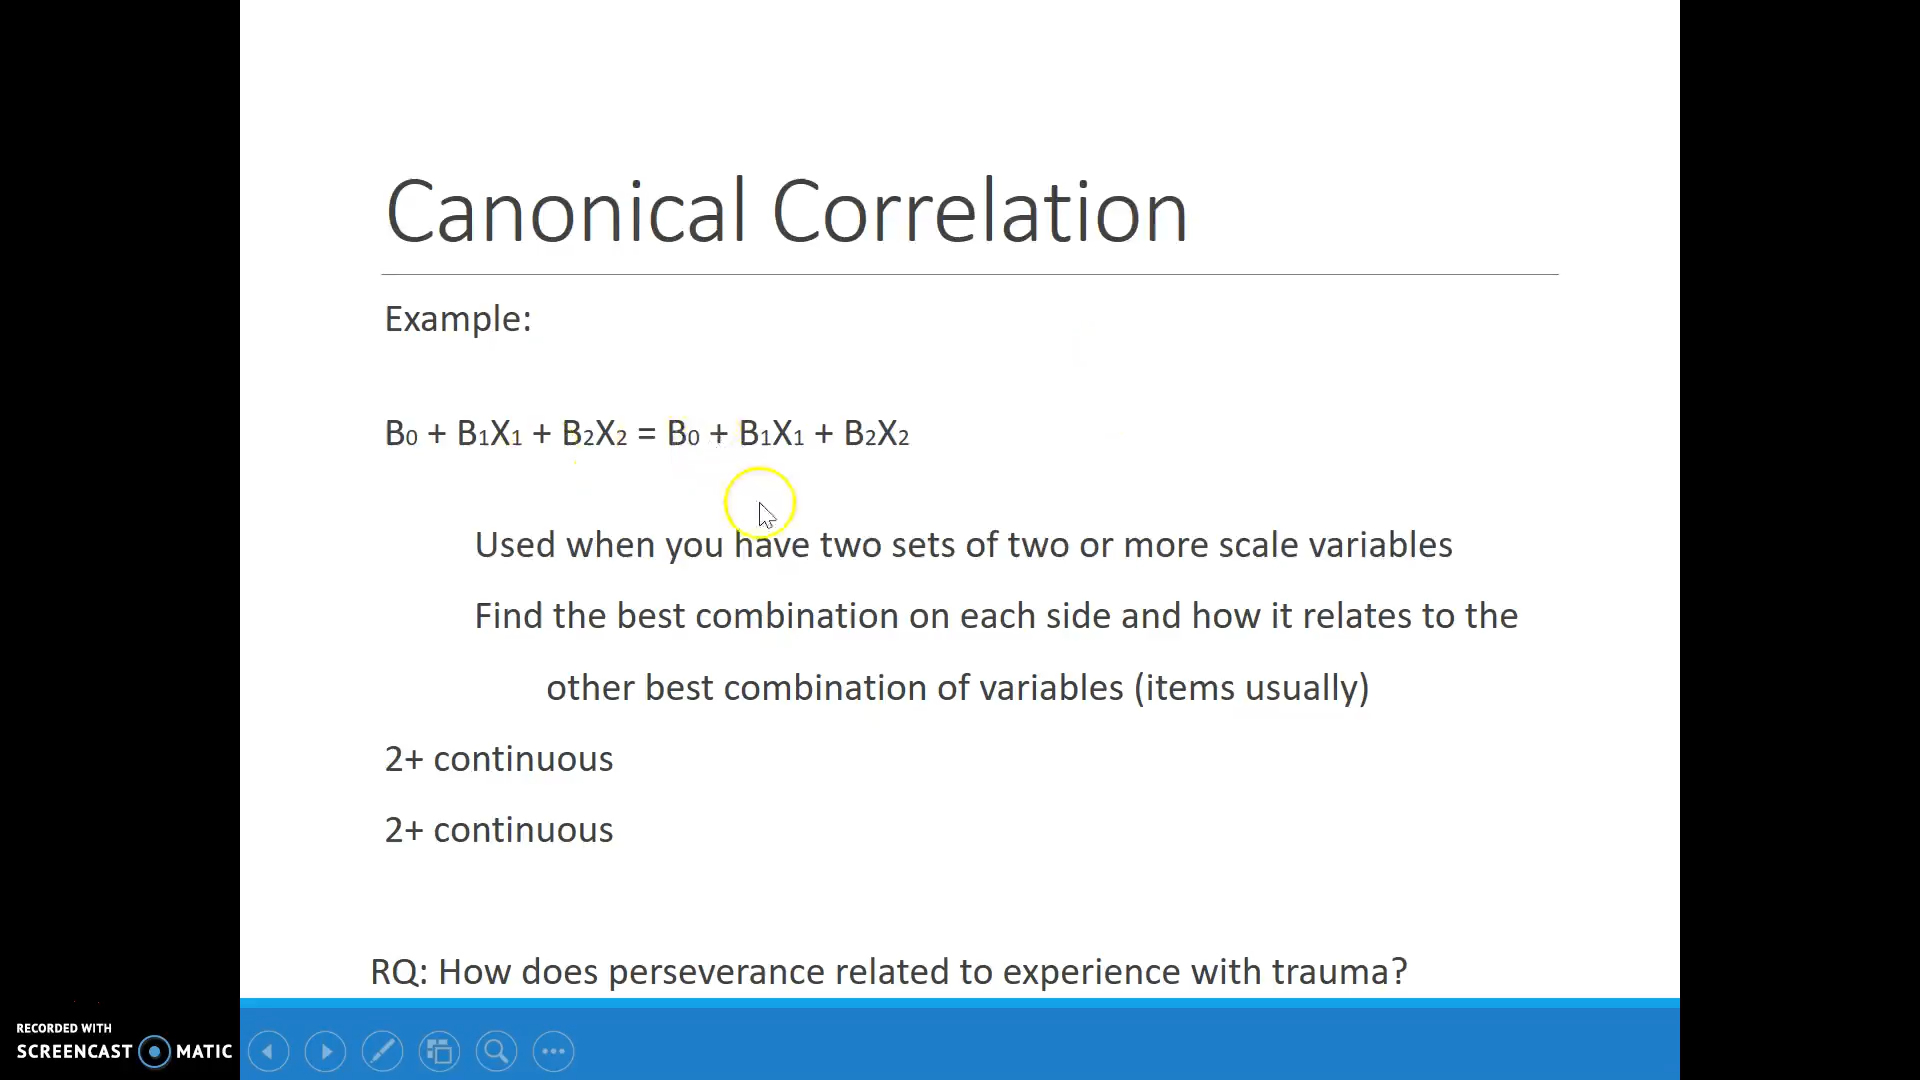 Canonical Correlation
Example:
B₀ + B₁X₁ + B₂X₂ = B₀ + B₁X₁ + B₂X₂
Used when you have two sets of two or more scale variables
Find the best combination on each side and how it relates to the
other best combination of variables (items usually)
2+ continuous
2+ continuous
RQ: How does perseverance related to experience with trauma?
RECORDED WITH
SCREENCAST MATIC